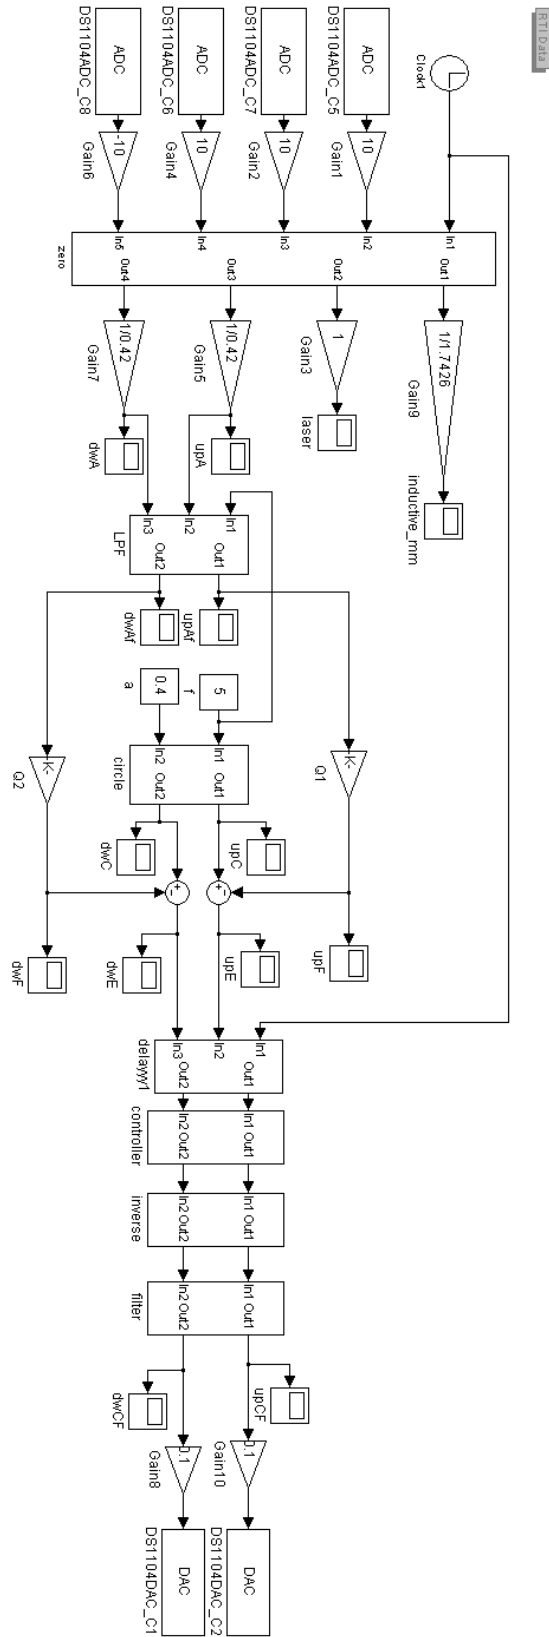 RTI Data
Clock1
ADC
DS1104ADC_C5
10
Gain1
ADC
DS1104ADC_C7
10
Gain2
ADC
DS1104ADC_C6
10
Gain4
ADC
DS1104ADC_C8
-10
Gain6
In1
In2
In3
In4
In5
Out1
Out2
Out3
Out4
zero
1/1.7426
Gain9
inductive_mm
1
Gain3
laser
1/0.42
Gain5
upA
1/0.42
Gain7
dwA
In1
In2
In3
Out1
Out2
LPF
upAf
dwAf
5
f
0.4
a
In1
In2
Out1
Out2
circle
-K-
Q1
-K-
Q2
upC
dwC
+
-
+
-
upF
upE
dwE
dwF
In1
In2
In3
Out1
Out2
delayyy1
In1 Out1
In2 Out2
controller
In1 Out1
In2 Out2
inverse
In1 Out1
In2 Out2
filter
upCF
dwCF
0.1
Gain10
0.1
Gain8
DAC
DS1104DAC_C2
DAC
DS1104DAC_C1